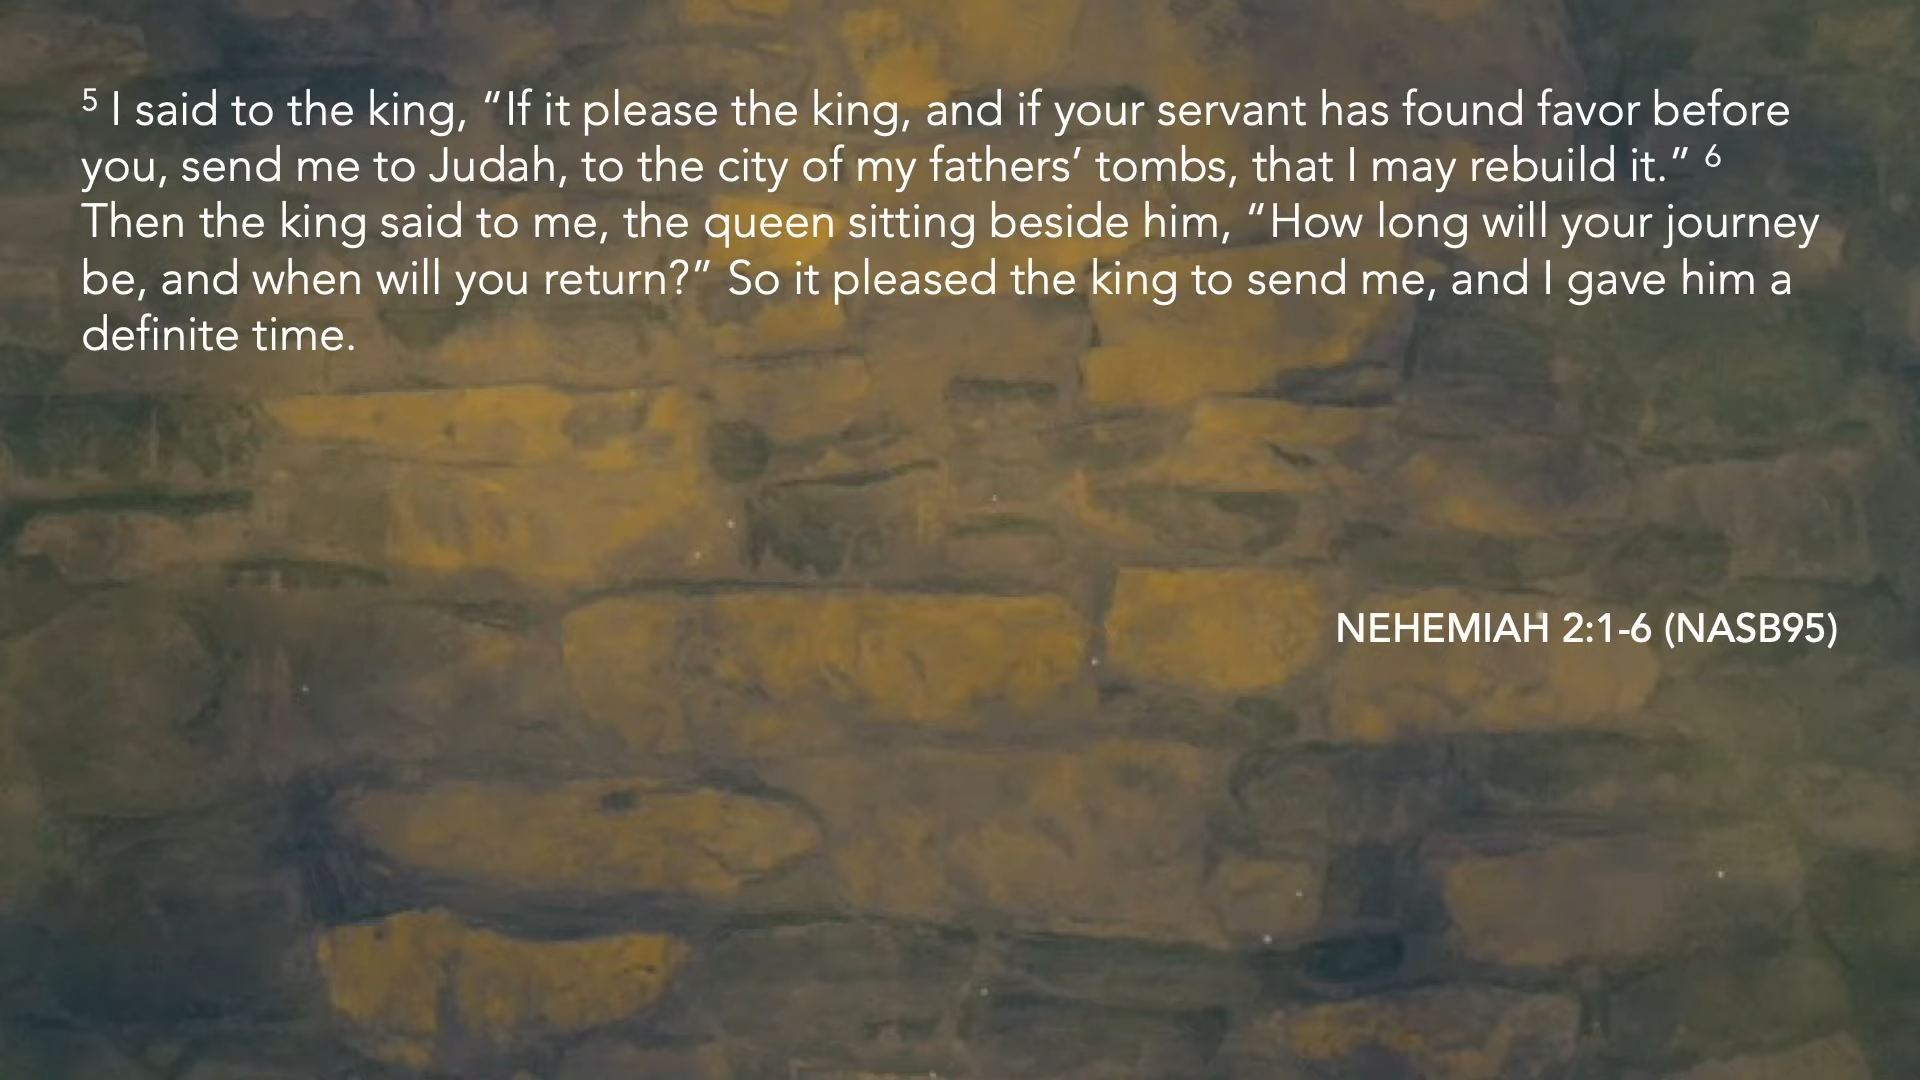 ⁵ I said to the king, “If it please the king, and if your servant has found favor before
you, send me to Judah, to the city of my fathers’ tombs, that I may rebuild it.” ⁶
Then the king said to me, the queen sitting beside him, “How long will your journey
be, and when will you return?” So it pleased the king to send me, and I gave him a
definite time.
NEHEMIAH 2:1-6 (NASB95)